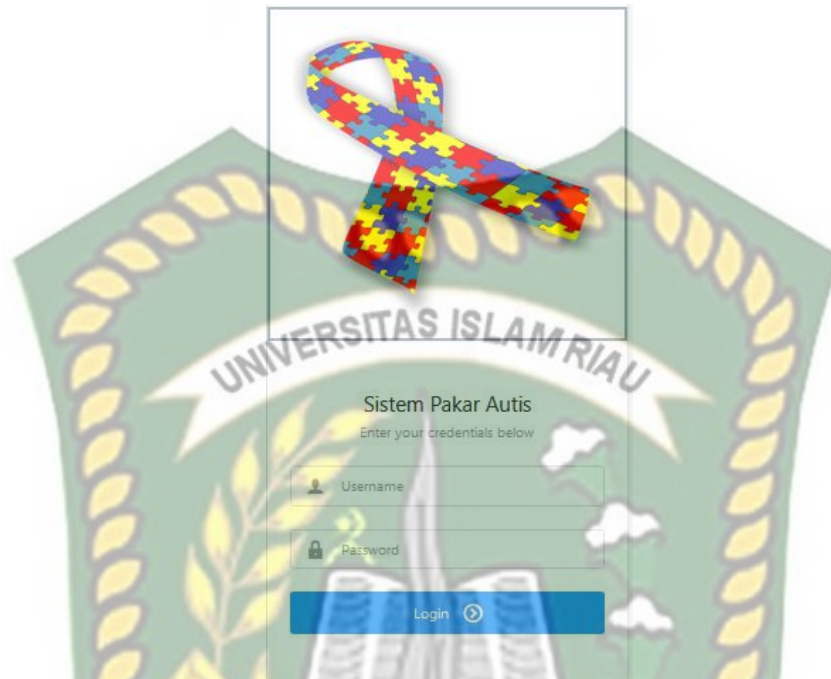 UNIVERSITAS ISLAM RIAU
Sistem Pakar Autis
Enter your credentials below
Username
Password
Login